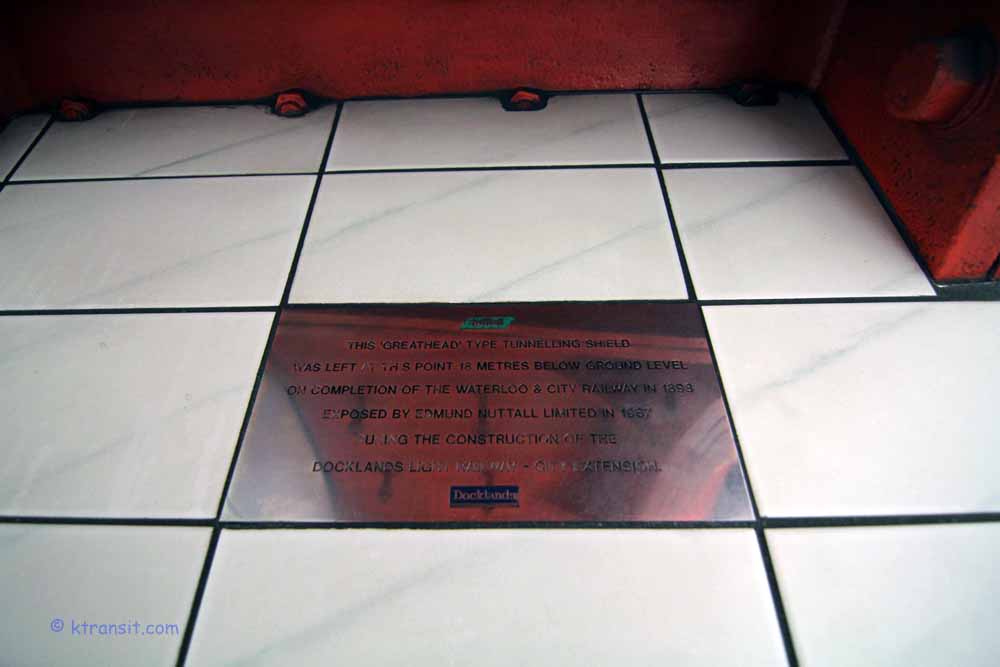 THIS 'GREATHEAD' TYPE TUNNELLING SHIELD
WAS LEFT AT THIS POINT 18 METRES BELOW GROUND LEVEL
ON COMPLETION OF THE WATERLOO & CITY RAILWAY IN 1898
EXPOSED BY EDMUND NUTTALL LIMITED IN 1987
DURING THE CONSTRUCTION OF THE
DOCKLANDS LIGHT RAILWAY - CITY EXTENSION.
Docklands
© ktransit.com